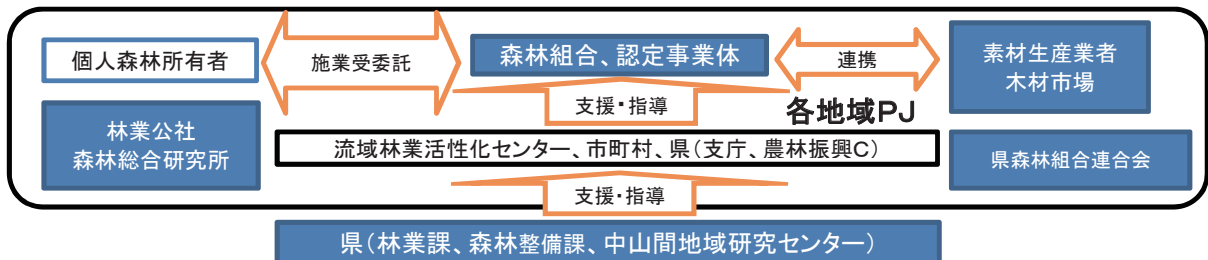 個人森林所有者
施業受委託
森林組合、認定事業体
連携
素材生産業者
木材市場
支援・指導
各地域PJ
林業公社
森林総合研究所
流域林業活性化センター、市町村、県（支庁、農林振興C）
県森林組合連合会
支援・指導
県（林業課、森林整備課、中山間地域研究センター）